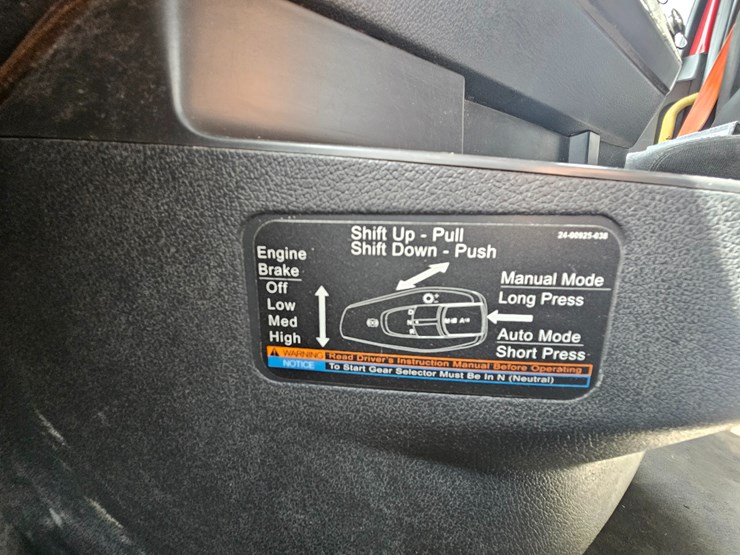 Shift Up - Pull
Shift Down - Push
24-00925-038
Engine
Brake
Off
Low
Med
High
Manual Mode
Long Press
Auto Mode
Short Press
WARNING Read Driver's Instruction Manual Before Operating
NOTICE To Start Gear Selector Must Be In N (Neutral)